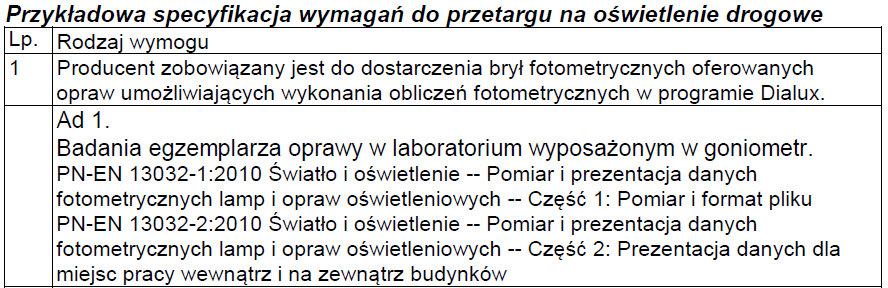 Przykładowa specyfikacja wymagań do przetargu na oświetlenie drogowe
Lp. Rodzaj wymogu
1 Producent zobowiązany jest do dostarczenia brył fotometrycznych oferowanych
opraw umożliwiających wykonania obliczeń fotometrycznych w programie Dialux.
Ad 1.
Badania egzemplarza oprawy w laboratorium wyposażonym w goniometr.
PN-EN 13032-1:2010 Światło i oświetlenie -- Pomiar i prezentacja danych
fotometrycznych lamp i opraw oświetleniowych -- Część 1: Pomiar i format pliku
PN-EN 13032-2:2010 Światło i oświetlenie -- Pomiar i prezentacja danych
fotometrycznych lamp i opraw oświetleniowych -- Część 2: Prezentacja danych dla
miejsc pracy wewnątrz i na zewnątrz budynków